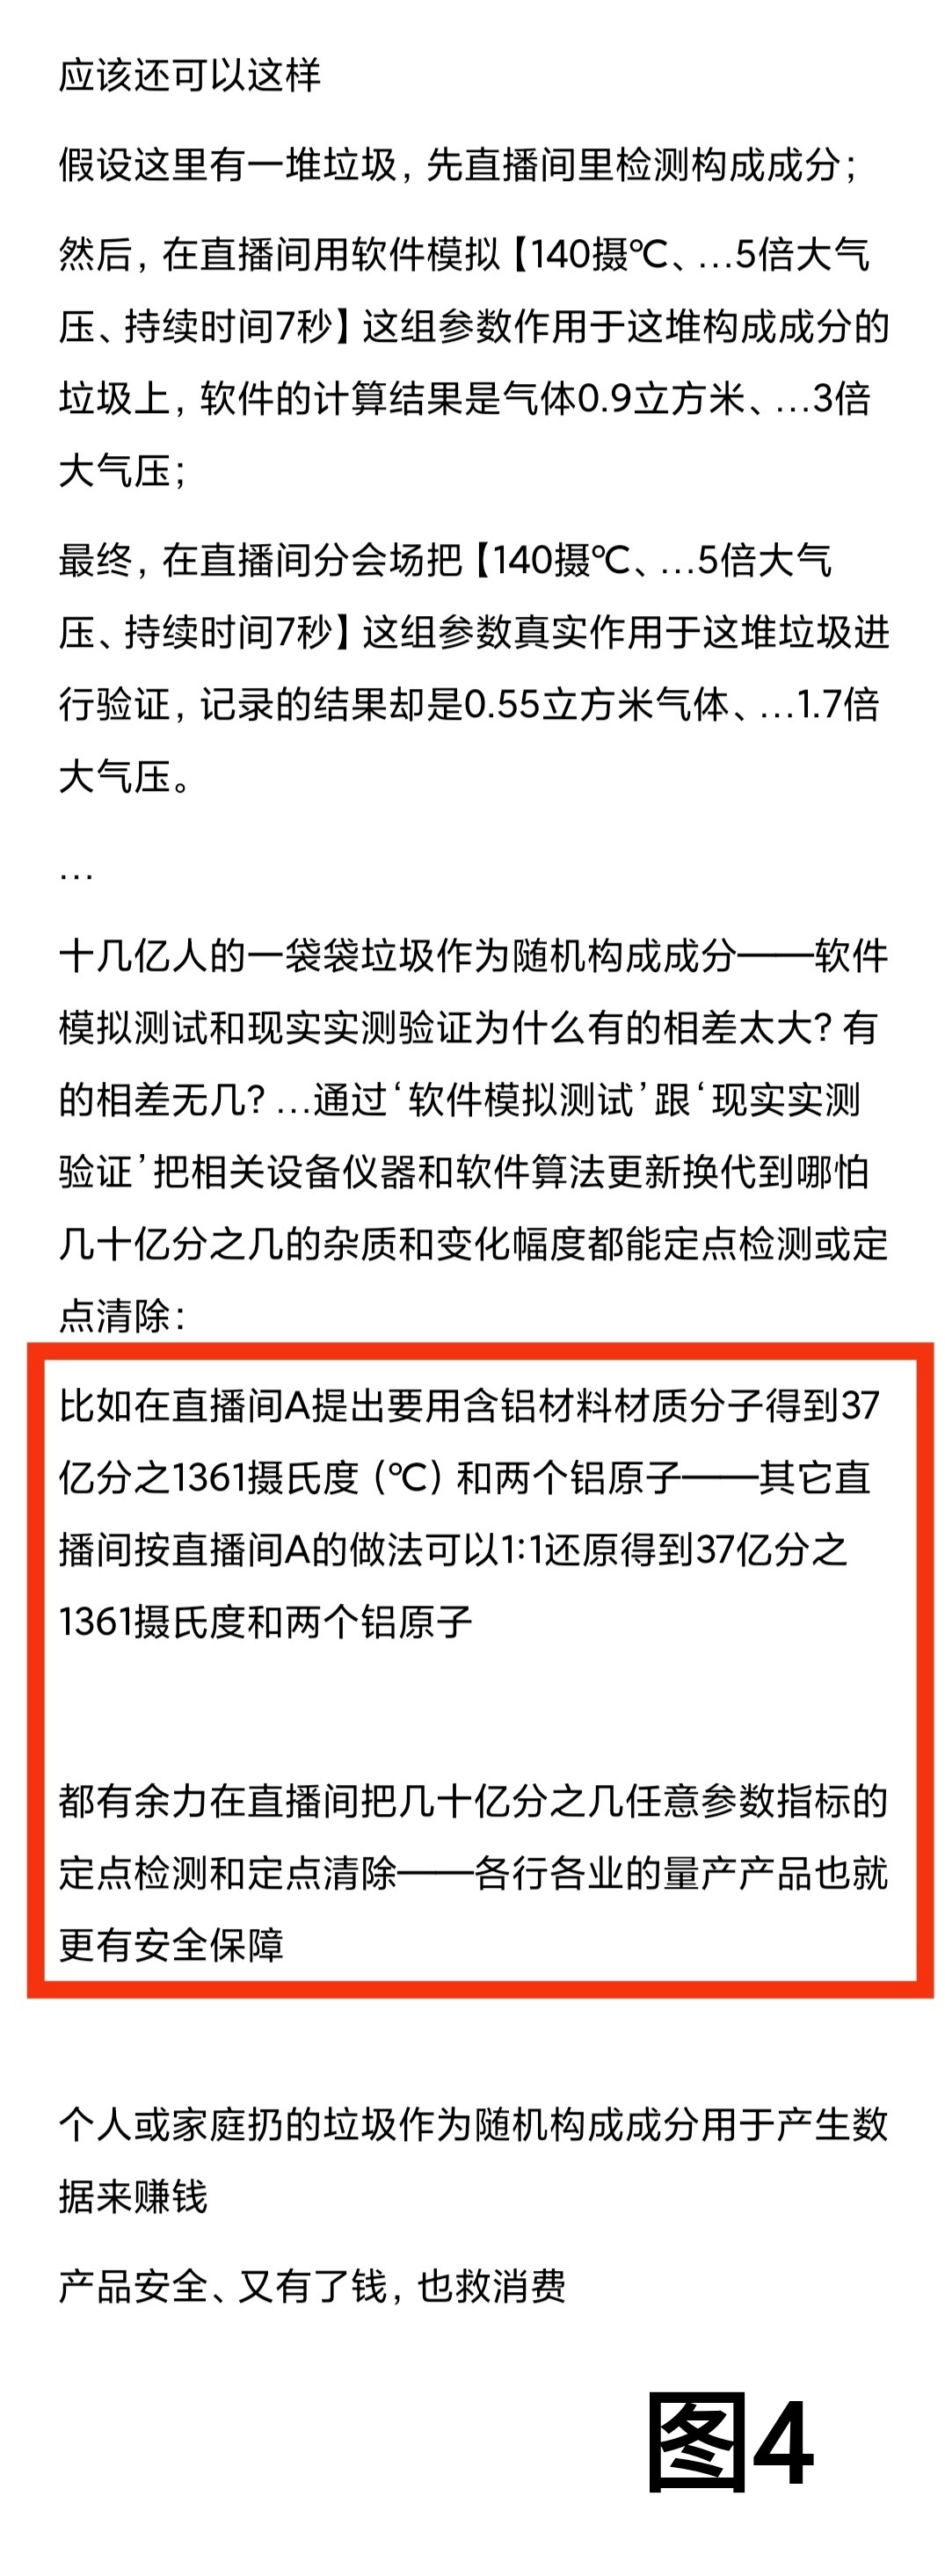 应该还可以这样
假设这里有一堆垃圾，先直播间里检测构成成分；
然后，在直播间用软件模拟【140摄℃、…5倍大气
压、持续时间7秒】这组参数作用于这堆构成成分的
垃圾上，软件的计算结果是气体0.9立方米、…3倍
大气压；
最终，在直播间分会场把【140摄℃、…5倍大气
压、持续时间7秒】这组参数真实作用于这堆垃圾进
行验证，记录的结果却是0.55立方米气体、…1.7倍
大气压。
…
十几亿人的一袋袋垃圾作为随机构成成分——软件
模拟测试和现实实测验证为什么有的相差太大？有
的相差无几？…通过‘软件模拟测试’跟‘现实实测
验证’把相关设备仪器和软件算法更新换代到哪怕
几十亿分之几的杂质和变化幅度都能定点检测或定
点清除：
比如在直播间A提出要用含铝材料材质分子得到37
亿分之1361摄氏度（℃）和两个铝原子——其它直
播间按直播间A的做法可以1:1还原得到37亿分之
1361摄氏度和两个铝原子
都有余力在直播间把几十亿分之几任意参数指标的
定点检测和定点清除——各行各业的量产产品也就
更有安全保障
个人或家庭扔的垃圾作为随机构成成分用于产生数
据来赚钱
产品安全、又有了钱，也救消费
图4